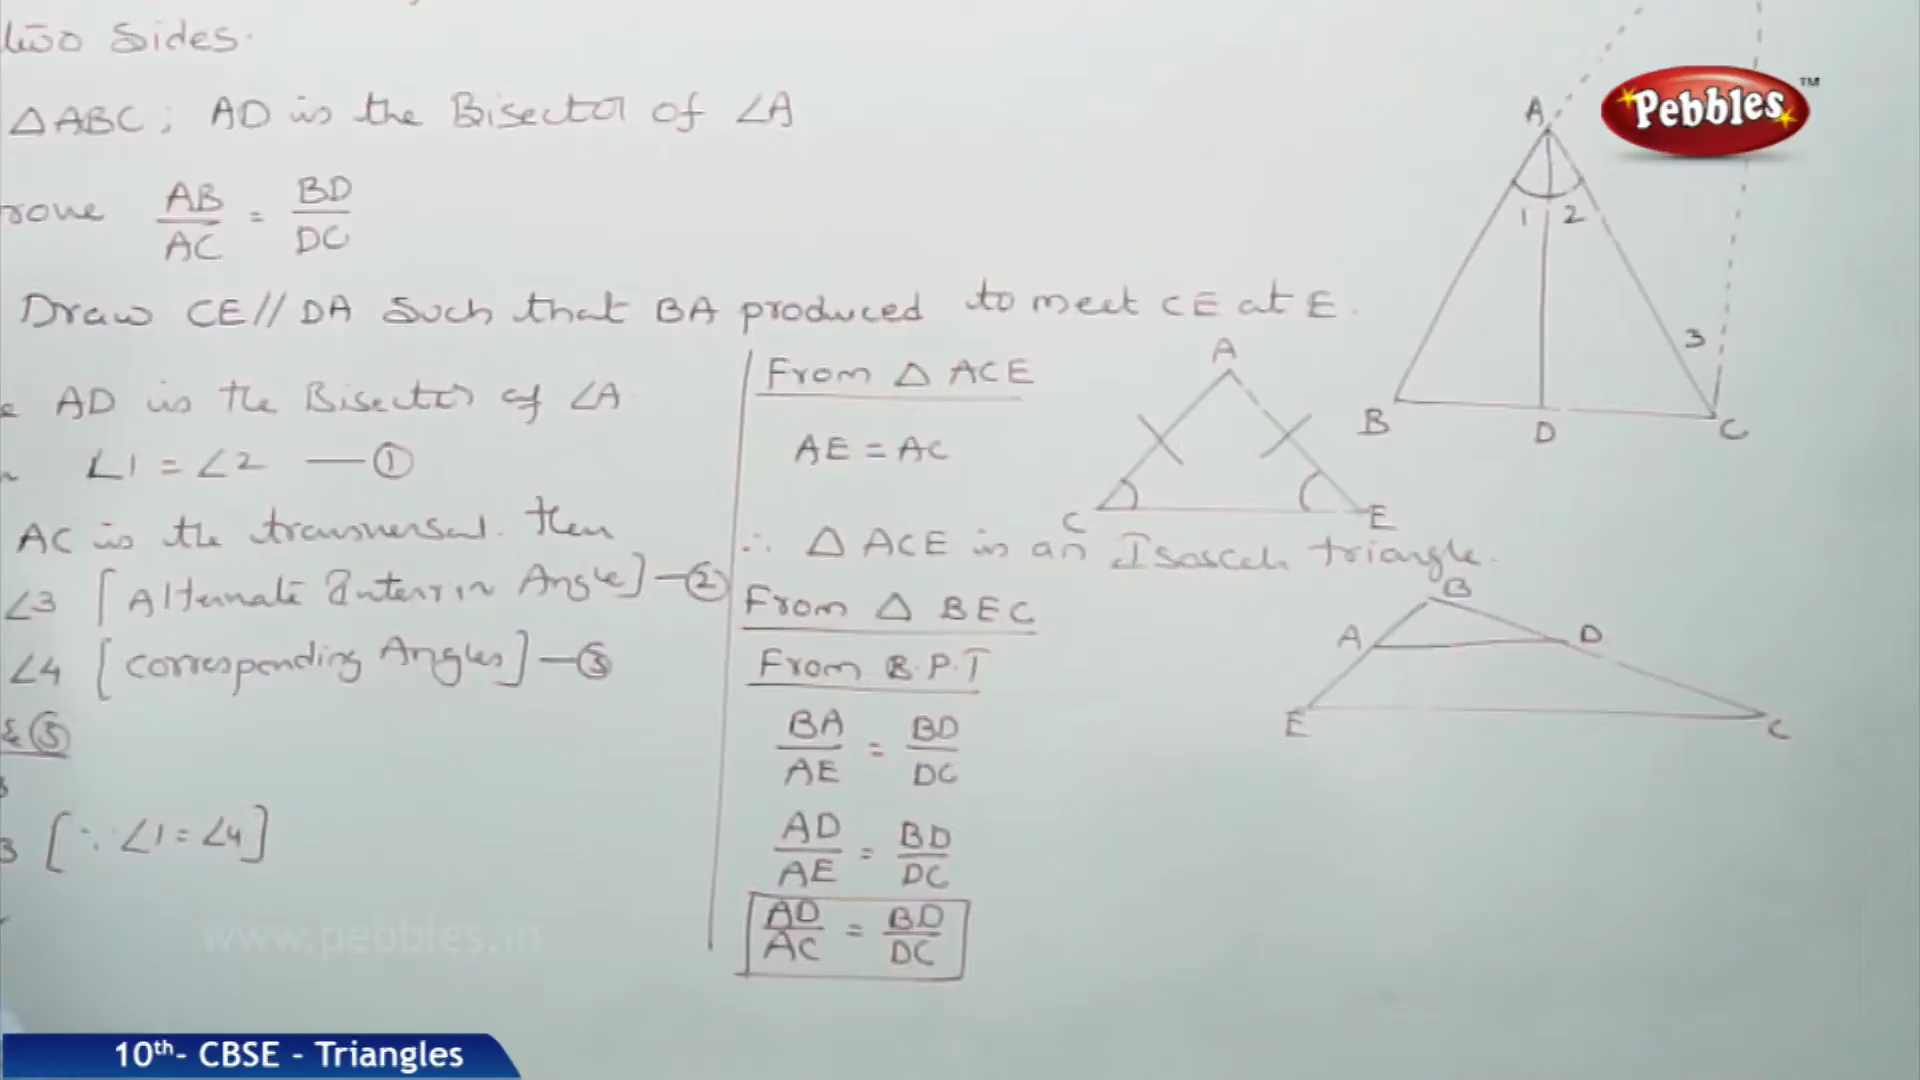 two sides.
△ABC; AD is the Bisector of ∠A
rove AB/AC = BD/DC
Draw CE // DA Such that BA produced to meet CE at E.
e AD is the Bisector of ∠A
∠1 = ∠2 — ①
AC is the transversal. then
∠3 [Alternate Interior Angle] — ②
∠4 [corresponding Angles] — ③
& ③
3 [∵ ∠1 = ∠4]
From △ ACE
AE = AC
∴ △ ACE is an Isosceles triangle.
From △ BEC
From B.P.T
BA/AE = BD/DC
AD/AE = BD/DC
AD/AC = BD/DC
A
C
E
B
A
D
E
C
A
1 2
3
B
D
C
Pebbles™
www.pebbles.in
10th- CBSE - Triangles